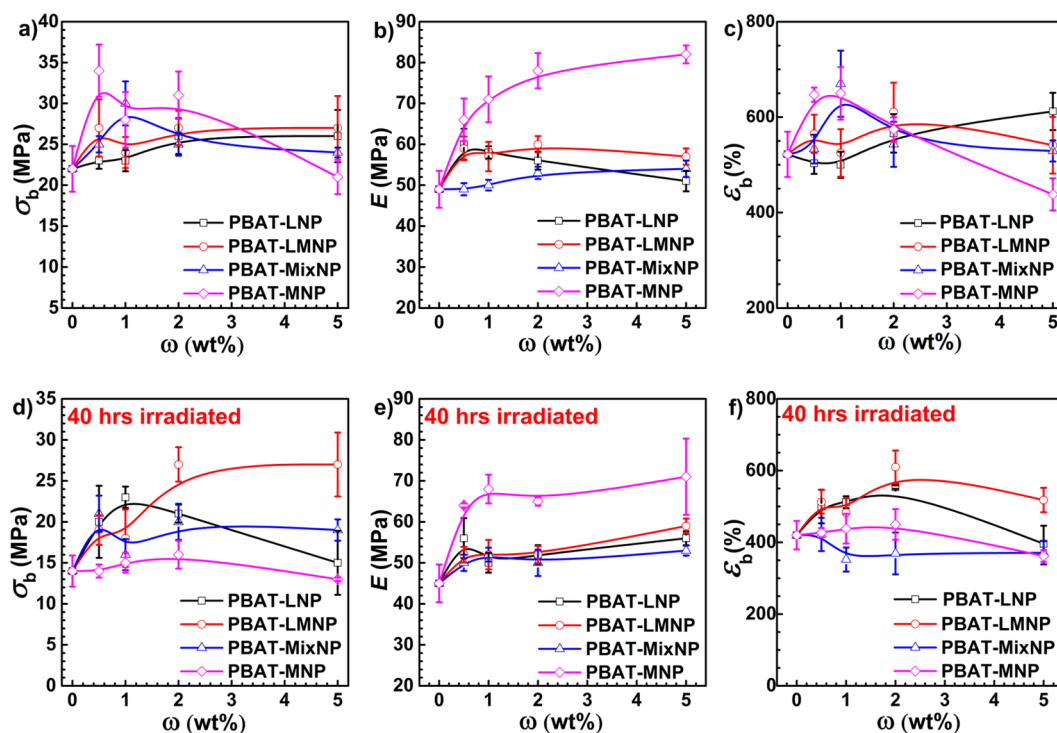 a)
40
35
30
25
20
15
10
5
0
σb (MPa)
0 1 2 3 4 5
ω (wt%)
PBAT-LNP
PBAT-LMNP
PBAT-MixNP
PBAT-MNP
b)
90
80
70
60
50
40
30
20
E (MPa)
0 1 2 3 4 5
ω (wt%)
PBAT-LNP
PBAT-LMNP
PBAT-MixNP
PBAT-MNP
c)
800
600
400
200
εb(%)
0 1 2 3 4 5
ω (wt%)
PBAT-LNP
PBAT-LMNP
PBAT-MixNP
PBAT-MNP
d)
40 hrs irradiated
35
30
25
20
15
10
5
0
σb (MPa)
0 1 2 3 4 5
ω (wt%)
PBAT-LNP
PBAT-LMNP
PBAT-MixNP
PBAT-MNP
e)
40 hrs irradiated
90
80
70
60
50
40
30
20
E (MPa)
0 1 2 3 4 5
ω (wt%)
PBAT-LNP
PBAT-LMNP
PBAT-MixNP
PBAT-MNP
f)
40 hrs irradiated
800
600
400
200
0
εb(%)
0 1 2 3 4 5
ω (wt%)
PBAT-LNP
PBAT-LMNP
PBAT-MixNP
PBAT-MNP